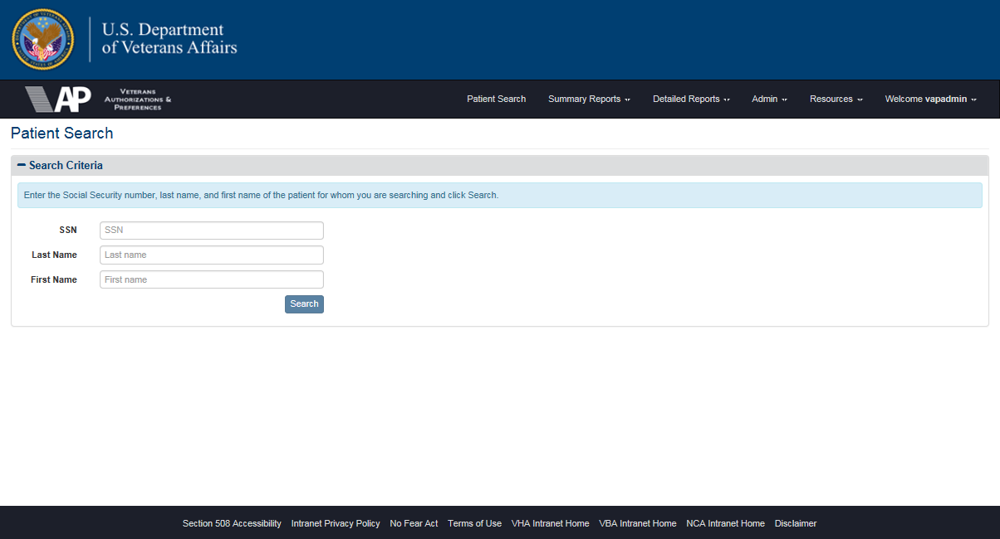 U.S. Department
of Veterans Affairs
VAP
VETERANS
AUTHORIZATIONS &
PREFERENCES
Patient Search Summary Reports Detailed Reports Admin Resources Welcome vapadmin
Patient Search
Search Criteria
Enter the Social Security number, last name, and first name of the patient for whom you are searching and click Search.
SSN SSN
Last Name Last name
First Name First name
Search
Section 508 Accessibility Intranet Privacy Policy No Fear Act Terms of Use VHA Intranet Home VBA Intranet Home NCA Intranet Home Disclaimer